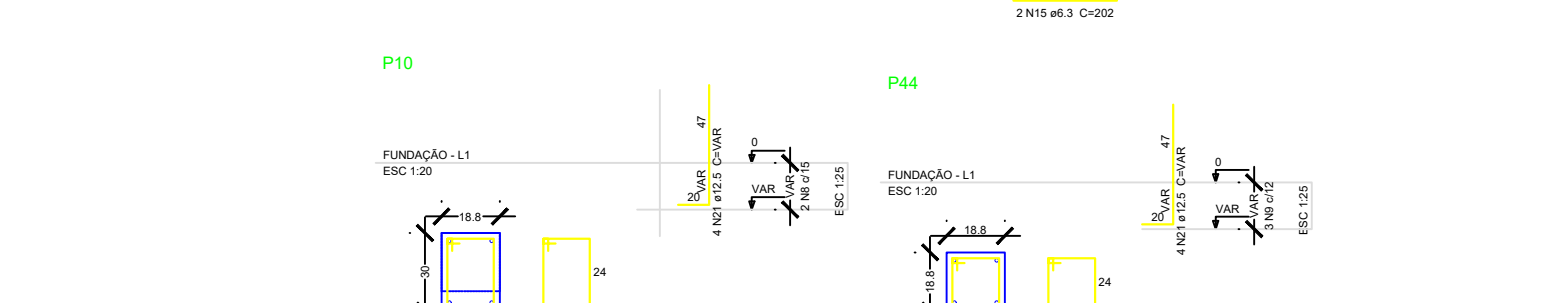 2 N15 ø6.3 C=202
P10
47
4 N21 ø12.5 C=VAR
VAR
20
0
VAR
VAR
2 N8 c/15
ESC 1:25
FUNDAÇÃO - L1
ESC 1:20
18.8
30
24
P44
47
4 N21 ø12.5 C=VAR
VAR
20
0
VAR
VAR
3 N9 c/12
ESC 1:25
FUNDAÇÃO - L1
ESC 1:20
18.8
18.8
24